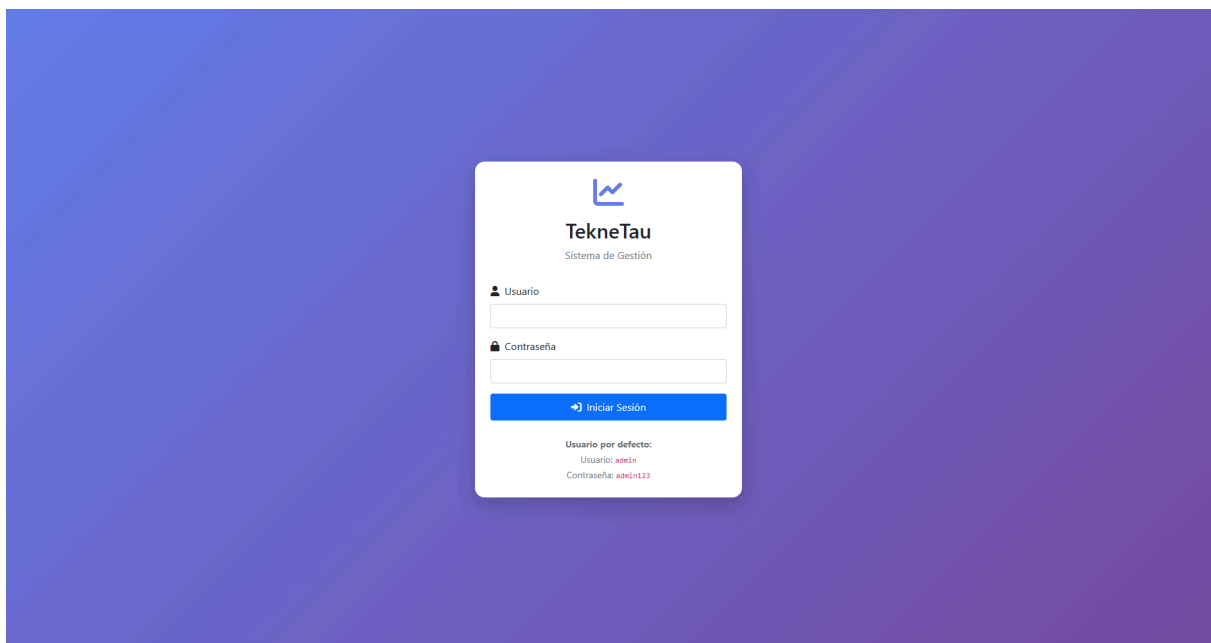 TekneTau
Sistema de Gestión
Usuario
Contraseña
Iniciar Sesión
Usuario por defecto:
Usuario: admin
Contraseña: admin123